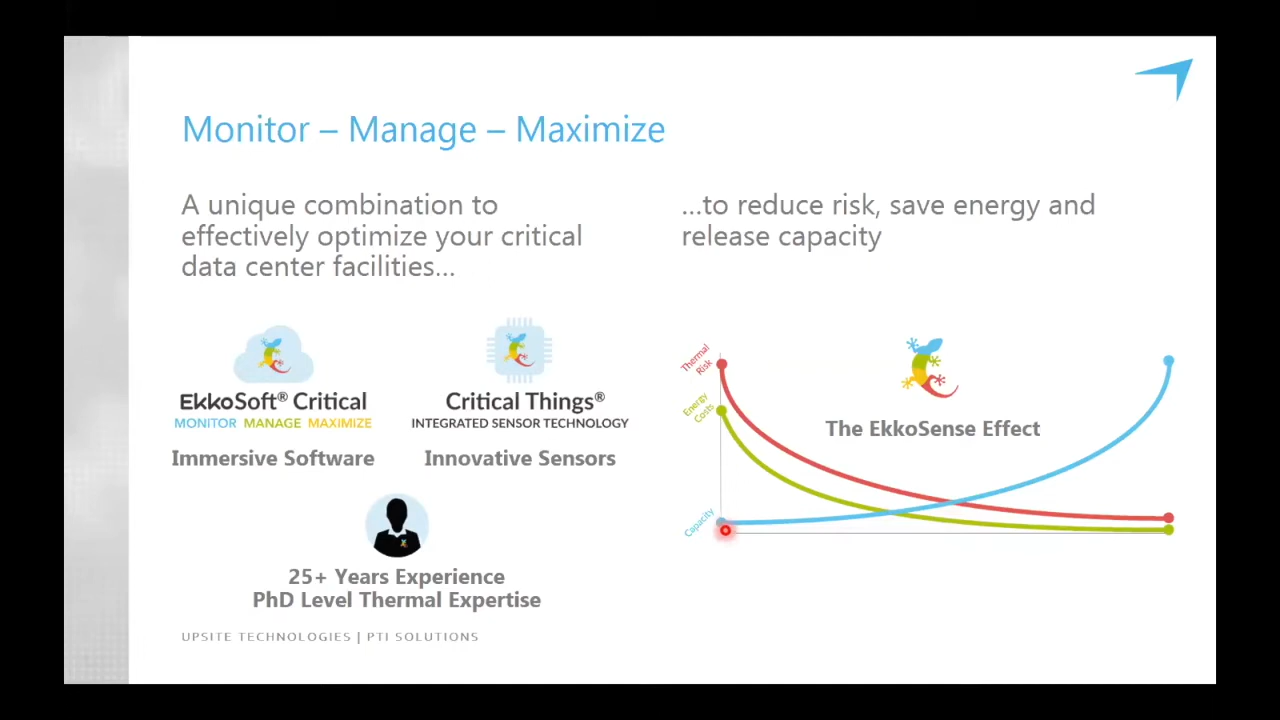 Monitor – Manage – Maximize
A unique combination to
effectively optimize your critical
data center facilities...
...to reduce risk, save energy and
release capacity
EkkoSoft® Critical
MONITOR MANAGE MAXIMIZE
Immersive Software
Critical Things®
INTEGRATED SENSOR TECHNOLOGY
Innovative Sensors
25+ Years Experience
PhD Level Thermal Expertise
Thermal
Risk
Energy
Costs
Capacity
The EkkoSense Effect
UPSITE TECHNOLOGIES | PTI SOLUTIONS